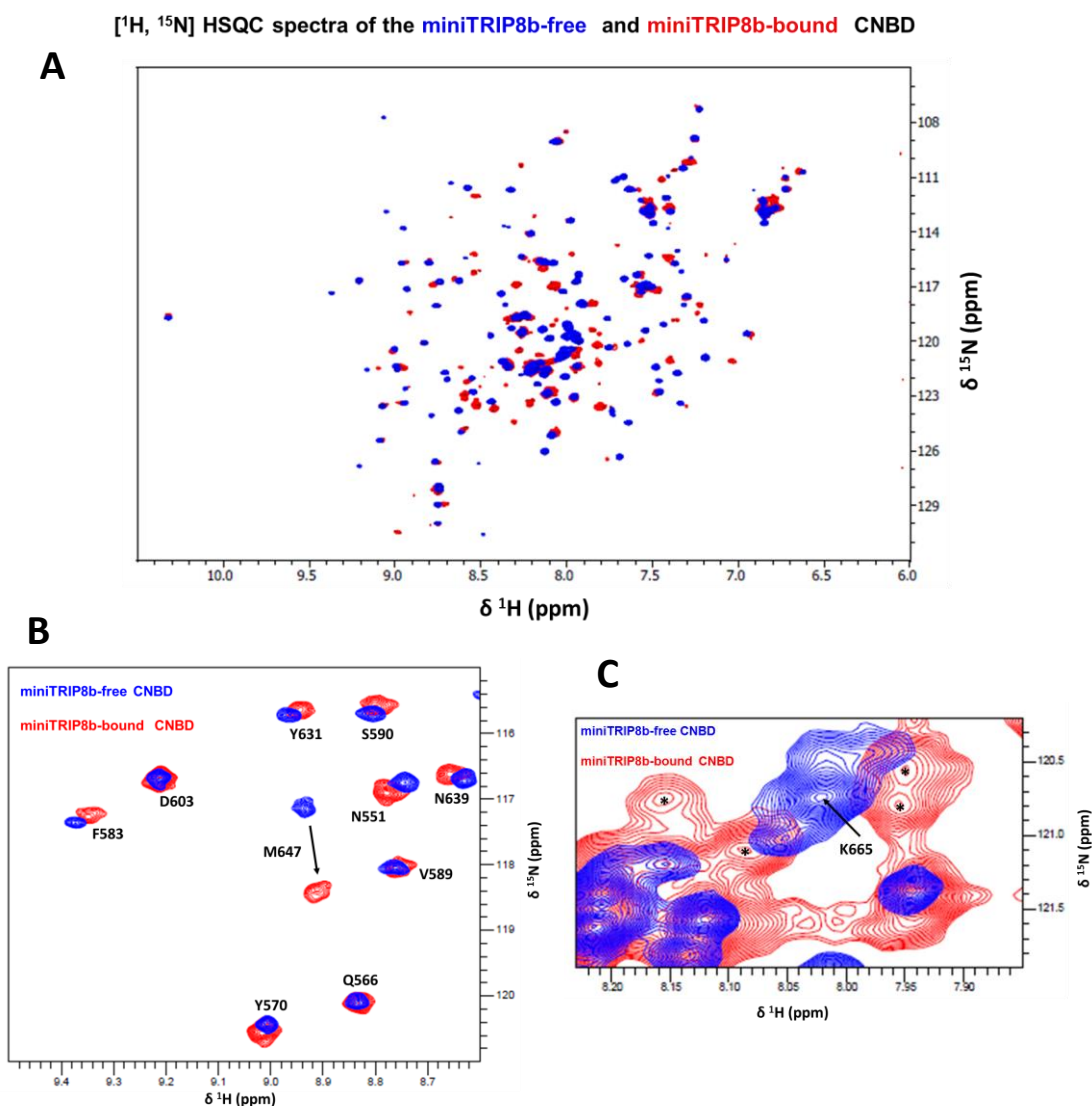 [¹H, ¹⁵N] HSQC spectra of the miniTRIP8b-free and miniTRIP8b-bound CNBD
A
108
111
114
117
120
123
126
129
δ ¹⁵N (ppm)
10.0 9.5 9.0 8.5 8.0 7.5 7.0 6.5 6.0
δ ¹H (ppm)
B
miniTRIP8b-free CNBD
miniTRIP8b-bound CNBD
Y631 S590
D603 N639
F583 N551
M647
V589
Q566
Y570
116
117
118
119
120
δ ¹⁵N (ppm)
9.4 9.3 9.2 9.1 9.0 8.9 8.8 8.7
δ ¹H (ppm)
C
miniTRIP8b-free CNBD
miniTRIP8b-bound CNBD
*
*
*
*
K665
120.5
121.0
121.5
δ ¹⁵N (ppm)
8.20 8.15 8.10 8.05 8.00 7.95 7.90
δ ¹H (ppm)